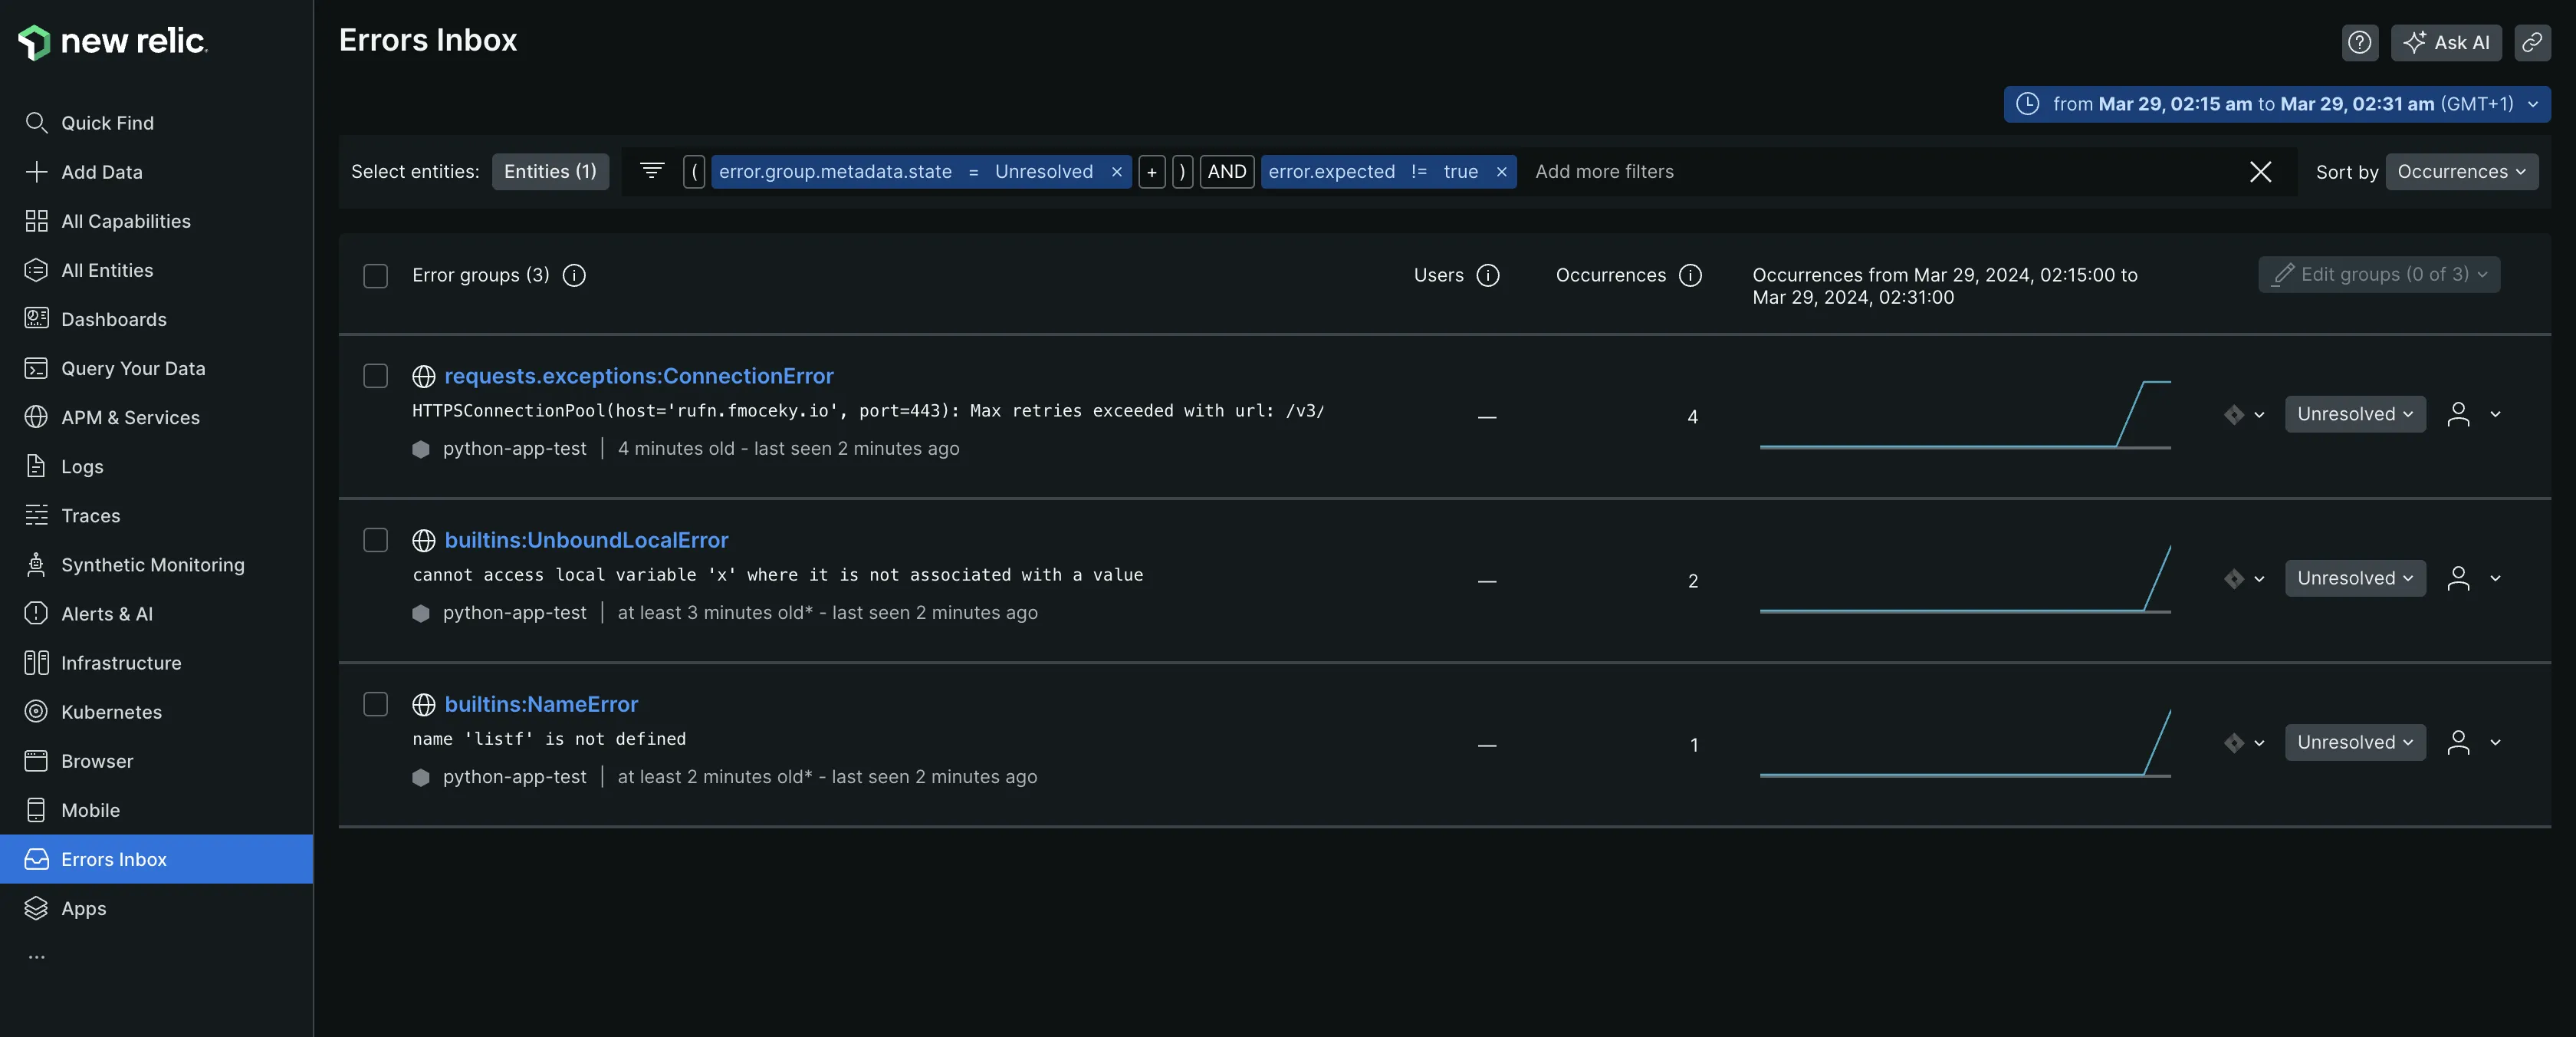 new relic.
Quick Find
Add Data
All Capabilities
All Entities
Dashboards
Query Your Data
APM & Services
Logs
Traces
Synthetic Monitoring
Alerts & AI
Infrastructure
Kubernetes
Browser
Mobile
Errors Inbox
Apps
...
Errors Inbox
? Ask AI
from Mar 29, 02:15 am to Mar 29, 02:31 am (GMT+1)
Select entities: Entities (1) ( error.group.metadata.state = Unresolved × + ) AND error.expected != true × Add more filters Sort by Occurrences
Error groups (3) Users Occurrences Occurrences from Mar 29, 2024, 02:15:00 to
Mar 29, 2024, 02:31:00
Edit groups (0 of 3)
requests.exceptions:ConnectionError
HTTPSConnectionPool(host='rufn.fmoceky.io', port=443): Max retries exceeded with url: /v3/
python-app-test | 4 minutes old - last seen 2 minutes ago
— 4 Unresolved
builtins:UnboundLocalError
cannot access local variable 'x' where it is not associated with a value
python-app-test | at least 3 minutes old* - last seen 2 minutes ago
— 2 Unresolved
builtins:NameError
name 'listf' is not defined
python-app-test | at least 2 minutes old* - last seen 2 minutes ago
— 1 Unresolved